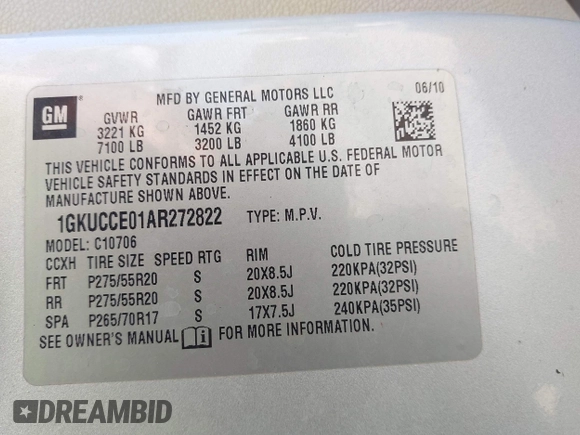 MFD BY GENERAL MOTORS LLC 06/10
GM
GVWR GAWR FRT GAWR RR
3221 KG 1452 KG 1860 KG
7100 LB 3200 LB 4100 LB
THIS VEHICLE CONFORMS TO ALL APPLICABLE U.S. FEDERAL MOTOR
VEHICLE SAFETY STANDARDS IN EFFECT ON THE DATE OF
MANUFACTURE SHOWN ABOVE.
1GKUCCE01AR272822 TYPE: M.P.V.
MODEL: C10706
CCXH TIRE SIZE SPEED RTG RIM COLD TIRE PRESSURE
FRT P275/55R20 S 20X8.5J 220KPA(32PSI)
RR P275/55R20 S 20X8.5J 220KPA(32PSI)
SPA P265/70R17 S 17X7.5J 240KPA(35PSI)
SEE OWNER'S MANUAL i FOR MORE INFORMATION.
DREAMBID